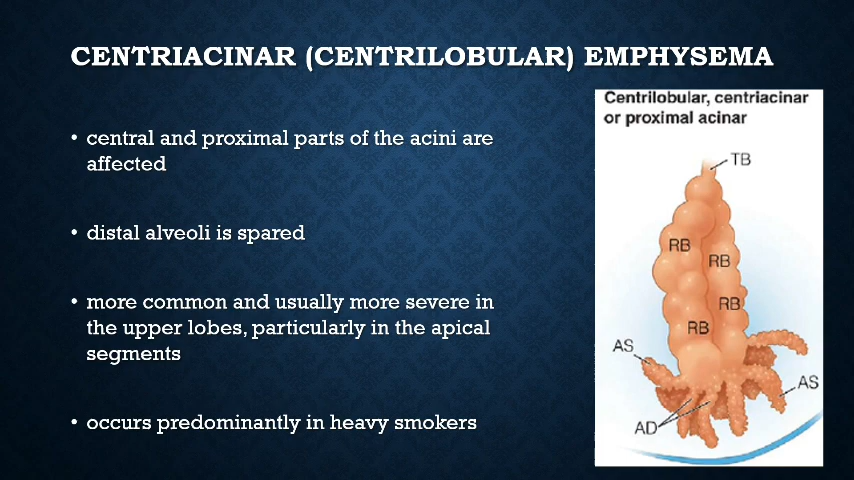 CENTRIACINAR (CENTRILOBULAR) EMPHYSEMA
• central and proximal parts of the acini are
affected
• distal alveoli is spared
• more common and usually more severe in
the upper lobes, particularly in the apical
segments
• occurs predominantly in heavy smokers
Centrilobular, centriacinar
or proximal acinar
TB
RB
RB
RB
RB
AS
AS
AD